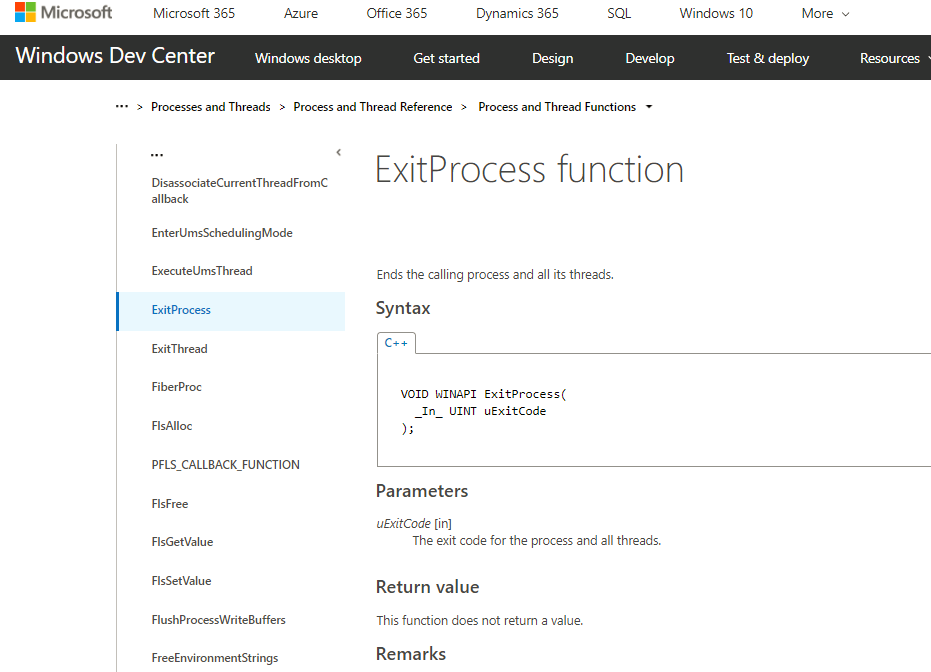 Microsoft
Microsoft 365 Azure Office 365 Dynamics 365 SQL Windows 10 More
Windows Dev Center Windows desktop Get started Design Develop Test & deploy Resources
··· > Processes and Threads > Process and Thread Reference > Process and Thread Functions
...
DisassociateCurrentThreadFromC
allback
EnterUmsSchedulingMode
ExecuteUmsThread
ExitProcess
ExitThread
FiberProc
FlsAlloc
PFLS_CALLBACK_FUNCTION
FlsFree
FlsGetValue
FlsSetValue
FlushProcessWriteBuffers
FreeEnvironmentStrings
ExitProcess function
Ends the calling process and all its threads.
Syntax
C++
VOID WINAPI ExitProcess(
  _In_ UINT uExitCode
);
Parameters
uExitCode [in]
The exit code for the process and all threads.
Return value
This function does not return a value.
Remarks